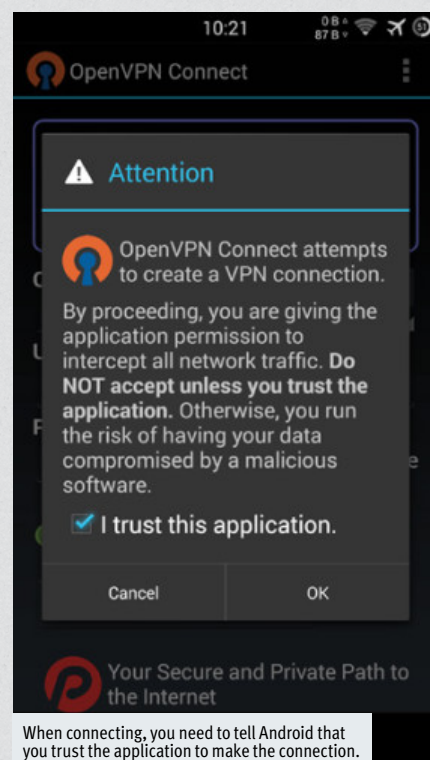 10:21
0 B
87 B
51
OpenVPN Connect
Attention
OpenVPN Connect attempts
to create a VPN connection.
By proceeding, you are giving the
application permission to
intercept all network traffic. Do
NOT accept unless you trust the
application. Otherwise, you run
the risk of having your data
compromised by a malicious
software.
I trust this application.
Cancel
OK
Your Secure and Private Path to
the Internet
When connecting, you need to tell Android that
you trust the application to make the connection.